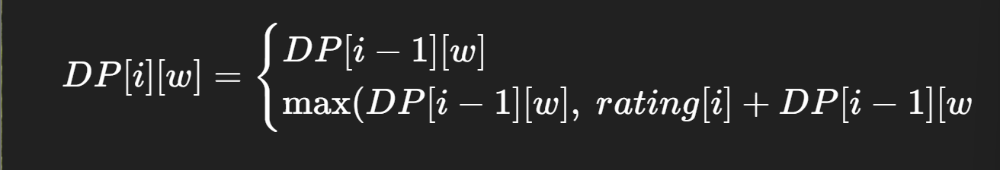 DP[i][w] = { DP[i − 1][w]
max(DP[i − 1][w], rating[i] + DP[i − 1][w